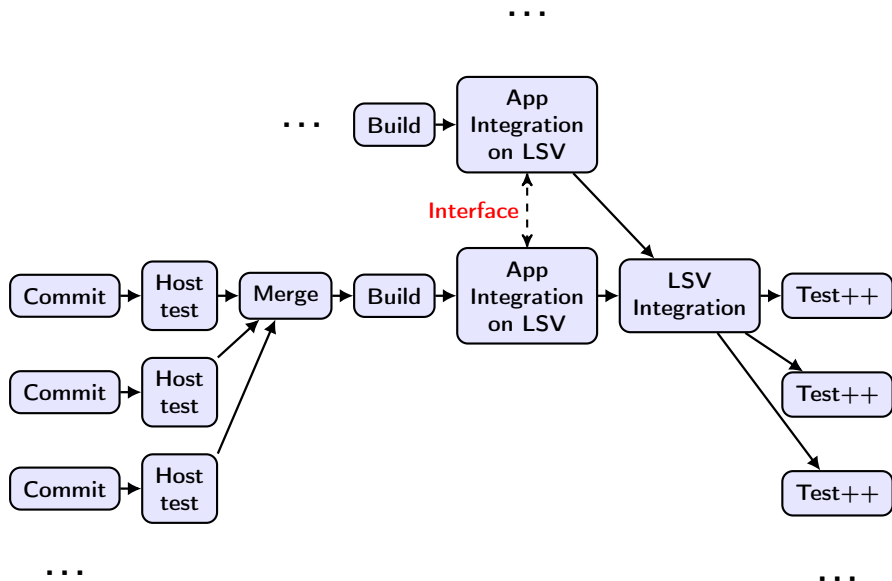 ...
... Build App
Integration
on LSV
Interface
Commit Host
test Merge Build App
Integration
on LSV LSV
Integration Test++
Commit Host
test Test++
Commit Host
test Test++
... ...